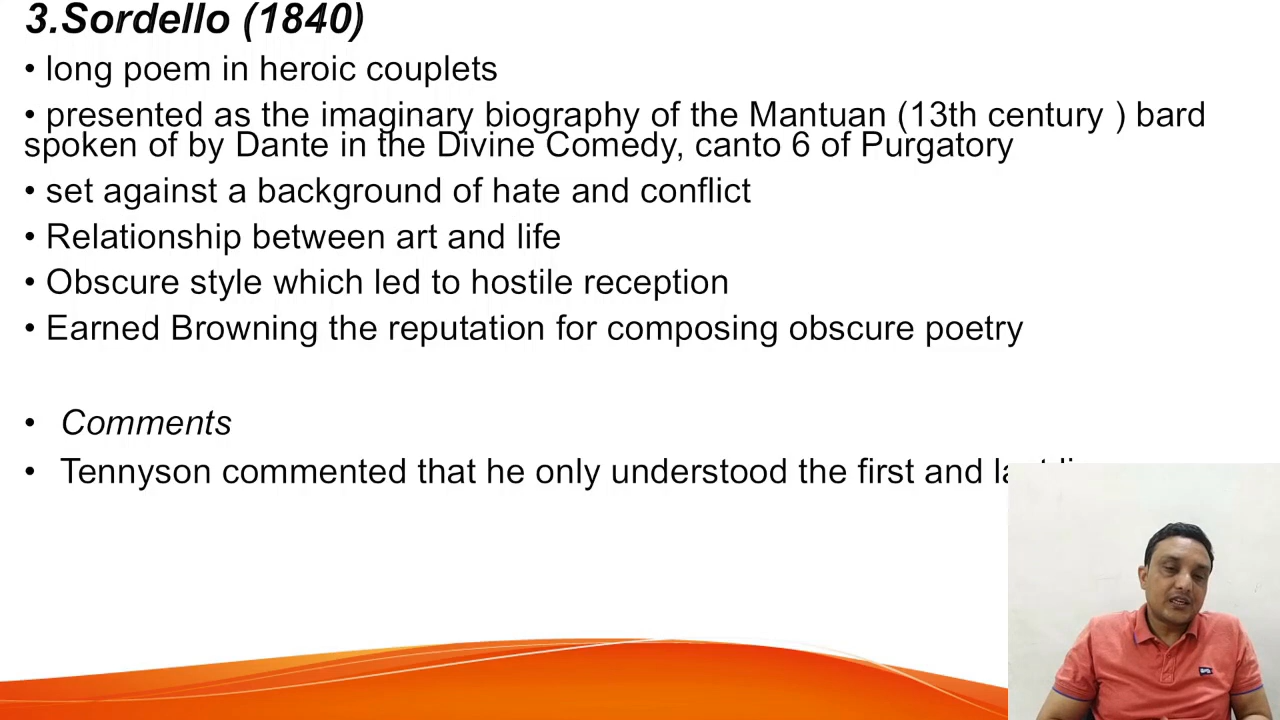 3.Sordello (1840)
• long poem in heroic couplets
• presented as the imaginary biography of the Mantuan (13th century ) bard
spoken of by Dante in the Divine Comedy, canto 6 of Purgatory
• set against a background of hate and conflict
• Relationship between art and life
• Obscure style which led to hostile reception
• Earned Browning the reputation for composing obscure poetry
• Comments
• Tennyson commented that he only understood the first and